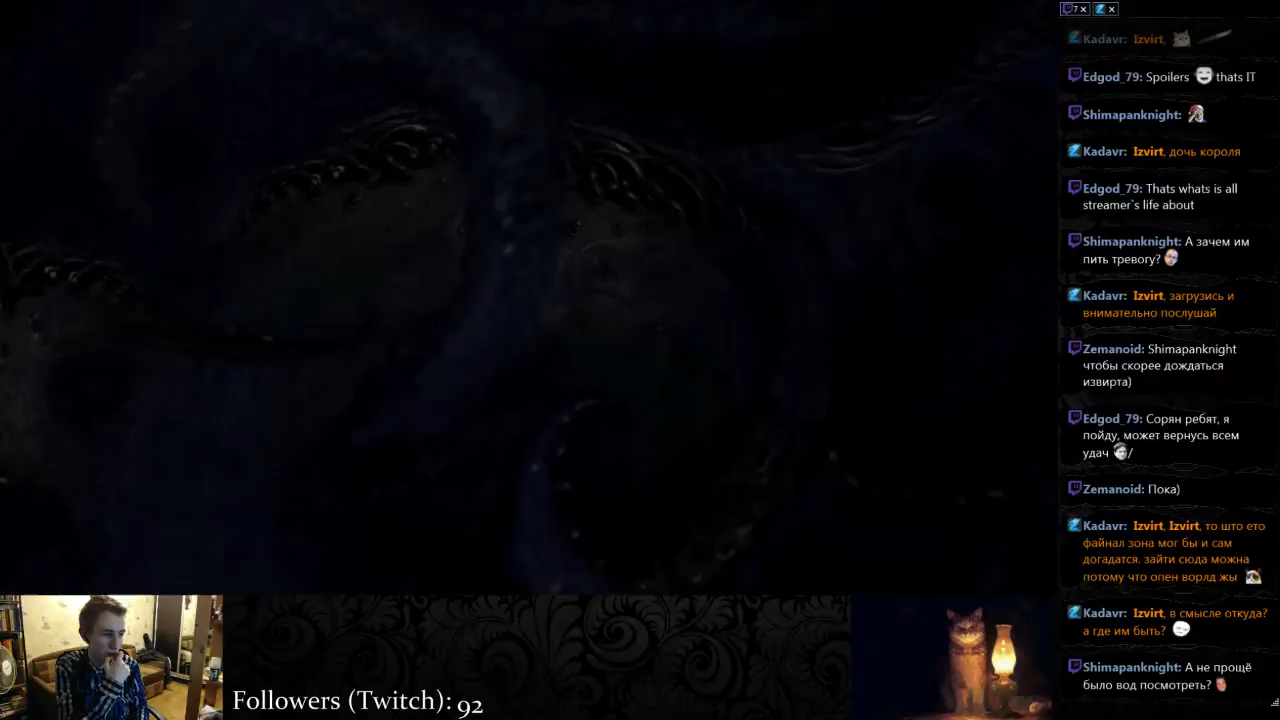 7 × ×
Kadavr: Izvirt,
Edgod_79: Spoilers thats IT
Shimapanknight:
Kadavr: Izvirt, дочь короля
Edgod_79: Thats whats is all
streamer`s life about
Shimapanknight: А зачем им
пить тревогу?
Kadavr: Izvirt, загрузись и
внимательно послушай
Zemanoid: Shimapanknight
чтобы скорее дождаться
извирта)
Edgod_79: Сорян ребят, я
пойду, может вернусь всем
удач /
Zemanoid: Пока)
Kadavr: Izvirt, Izvirt, то што ето
файнал зона мог бы и сам
догадатся. зайти сюда можна
потому что опен ворлд жы
Kadavr: Izvirt, в смысле откуда?
а где им быть?
Shimapanknight: А не прощё
было вод посмотреть?
Followers (Twitch): 92